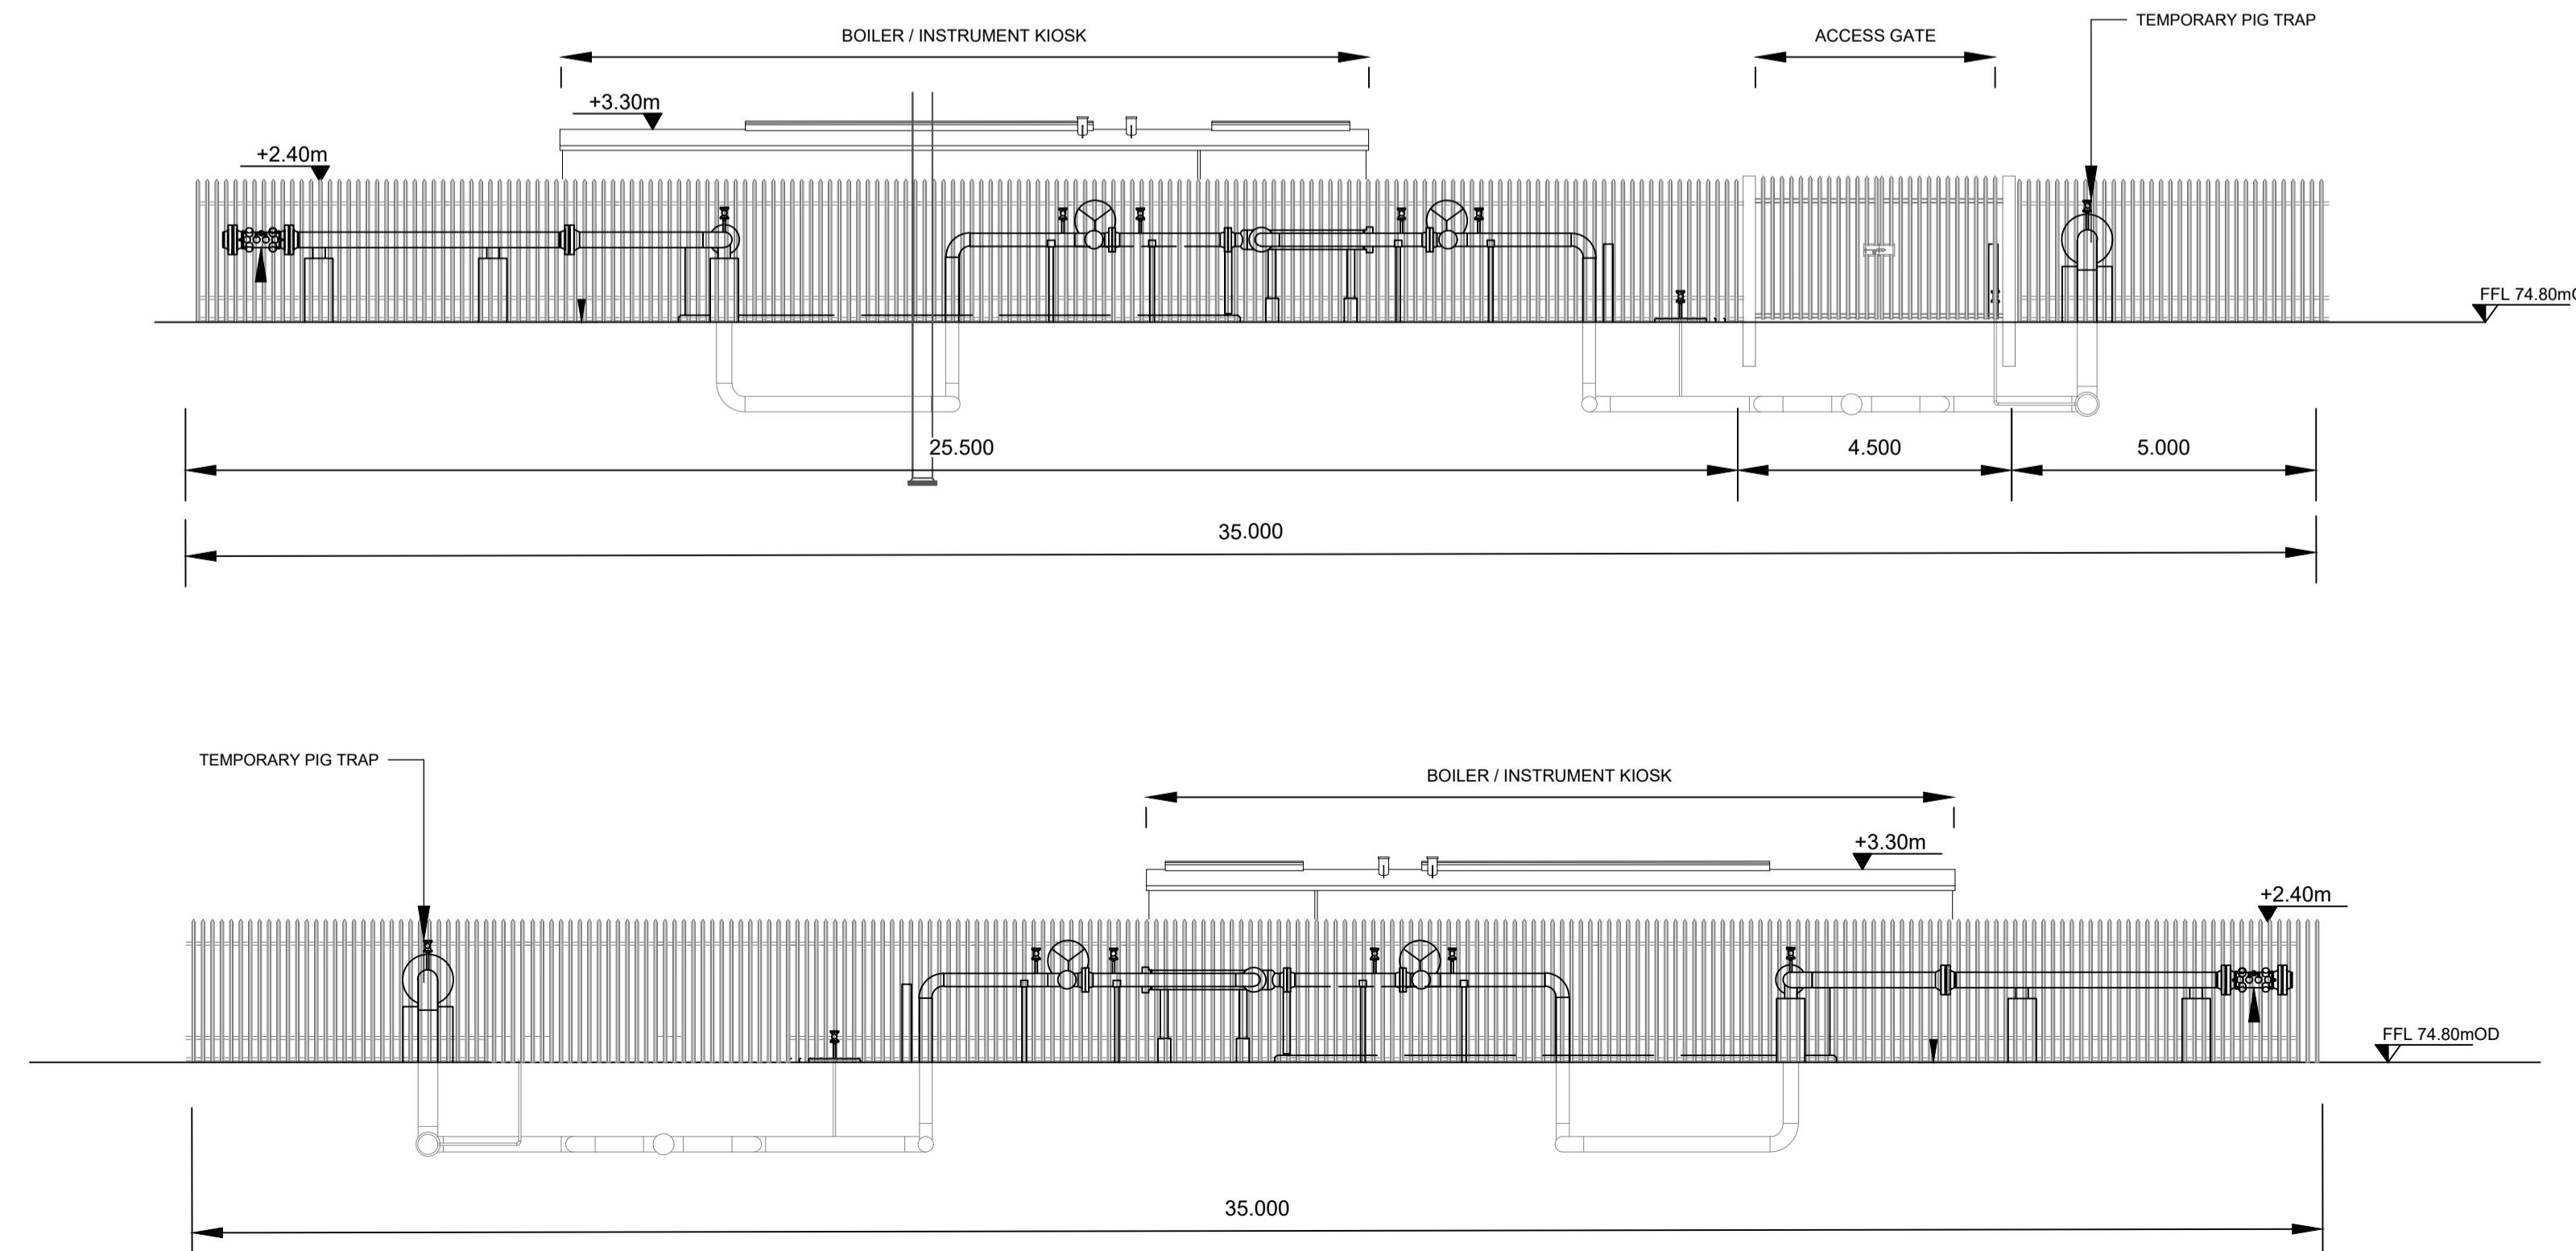 BOILER / INSTRUMENT KIOSK
ACCESS GATE
TEMPORARY PIG TRAP
+3.30m
+2.40m
FFL 74.80m
25.500
4.500
5.000
35.000
TEMPORARY PIG TRAP
BOILER / INSTRUMENT KIOSK
+3.30m
+2.40m
FFL 74.80mOD
35.000